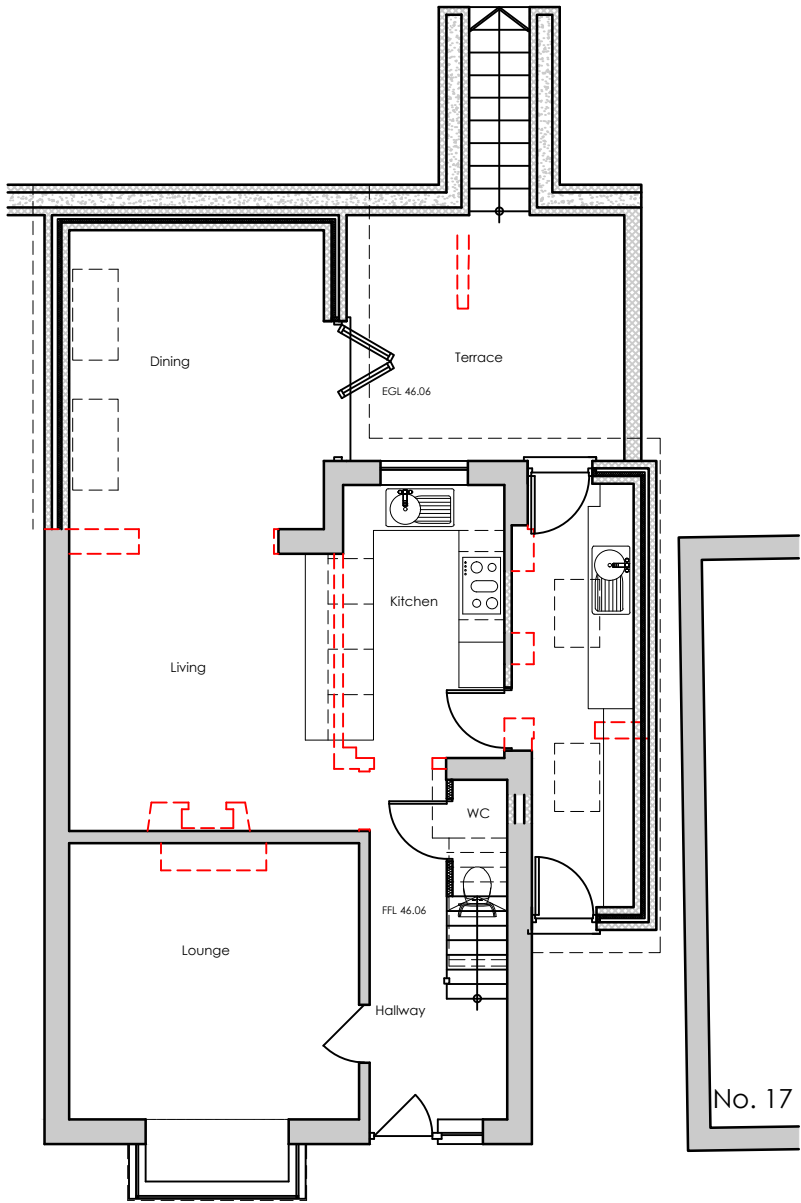 Dining
Terrace
EGL 46.06
Kitchen
Living
WC
FFL 46.06
Lounge
Hallway
No. 17